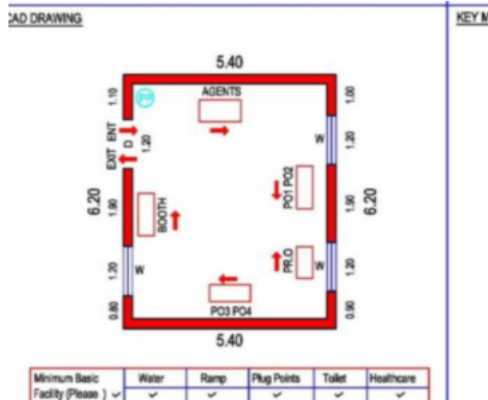 CAD DRAWING
KEY M
5.40
AGENTS
1.10
1.00
ENT
EXIT
D
1.20
W
1.20
PO1 PO2
6.20
1.90
BOOTH
1.90
6.20
PR.O
1.20
W
W
1.20
0.80
PO3 PO4
0.90
5.40
Minimum Basic Water Ramp Plug Points Toilet Healthcare
Facility (Please ) ✓ ✓ ✓ ✓ ✓ ✓